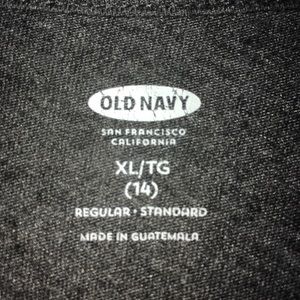 OLD NAVY
SAN FRANCISCO
CALIFORNIA
XL/TG
(14)
REGULAR • STANDARD
MADE IN GUATEMALA